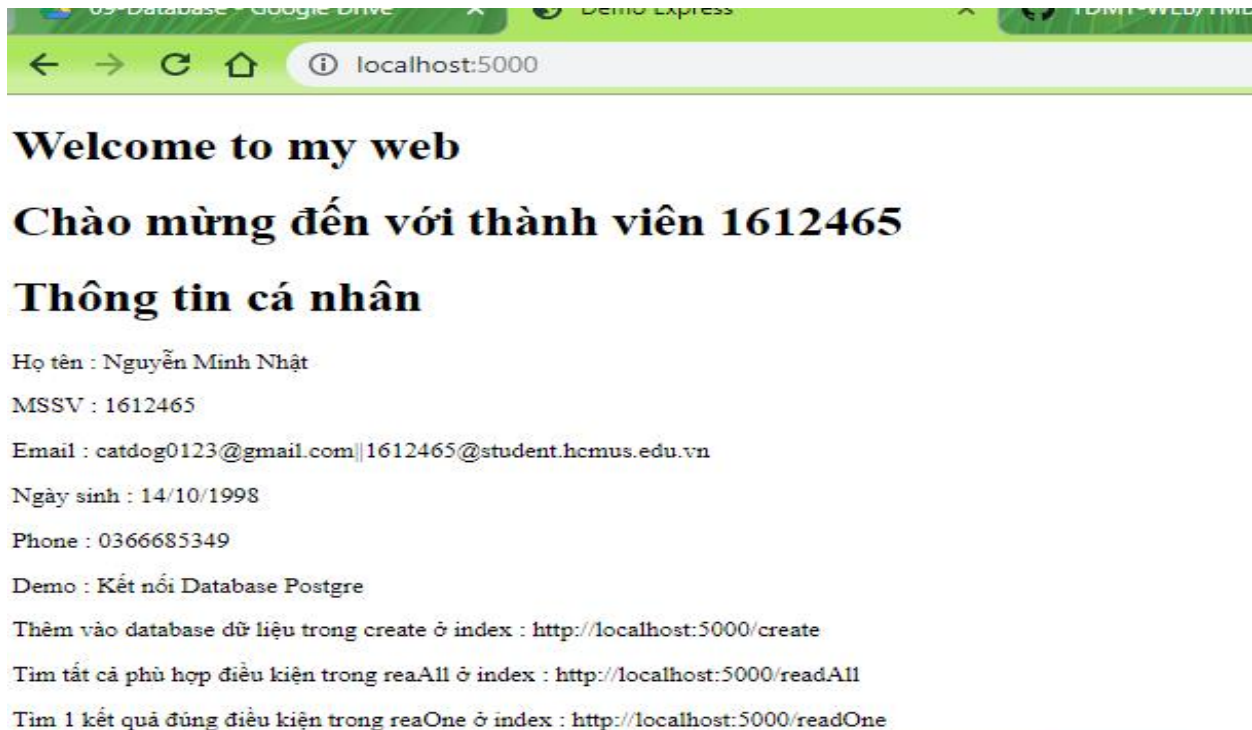 09-Database - Google Drive
Demo Express
localhost:5000
Welcome to my web
Chào mừng đến với thành viên 1612465
Thông tin cá nhân
Họ tên : Nguyễn Minh Nhật
MSSV : 1612465
Email : catdog0123@gmail.com||1612465@student.hcmus.edu.vn
Ngày sinh : 14/10/1998
Phone : 0366685349
Demo : Kết nối Database Postgre
Thêm vào database dữ liệu trong create ở index : http://localhost:5000/create
Tìm tất cả phù hợp điều kiện trong reaAll ở index : http://localhost:5000/readAll
Tìm 1 kết quả đúng điều kiện trong reaOne ở index : http://localhost:5000/readOne